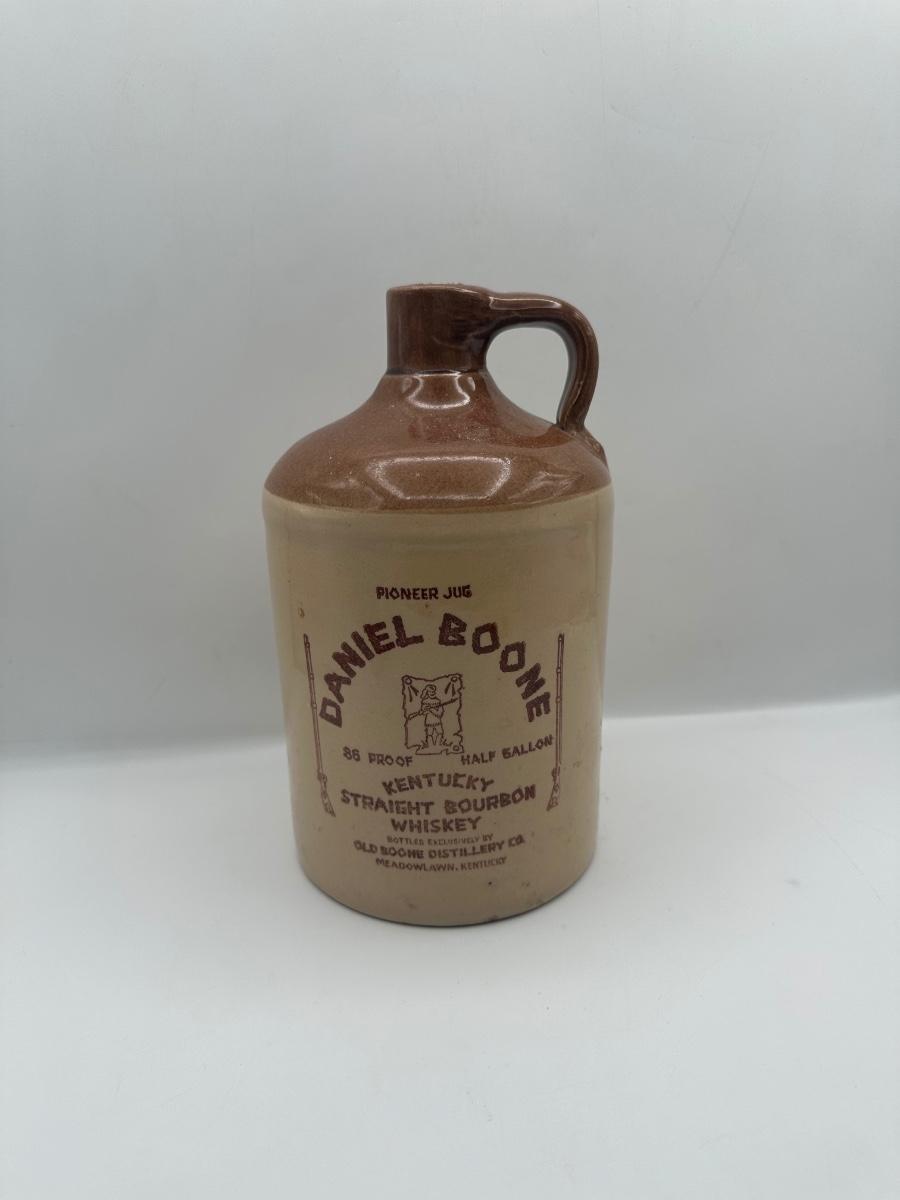 PIONEER JUG
DANIEL BOONE
86 PROOF HALF GALLON
KENTUCKY
STRAIGHT BOURBON
WHISKEY
BOTTLED EXCLUSIVELY BY
OLD BOONE DISTILLERY CO.
MEADOWLAWN, KENTUCKY